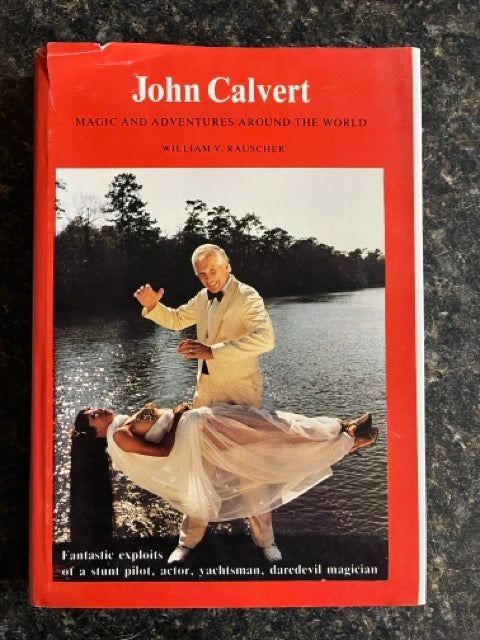 John Calvert
MAGIC AND ADVENTURES AROUND THE WORLD
WILLIAM V. RAUSCHER
Fantastic exploits
of a stunt pilot, actor, yachtsman, daredevil magician